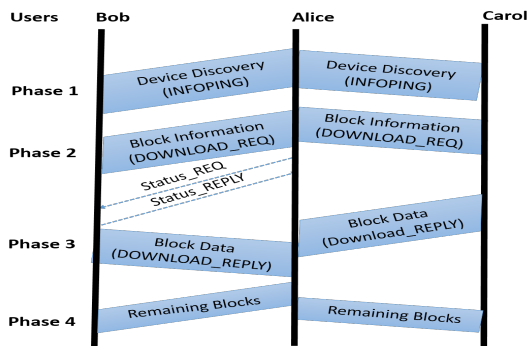 Users Bob Alice Carol
Phase 1
Device Discovery
(INFOPING)
Device Discovery
(INFOPING)
Phase 2
Block Information
(DOWNLOAD_REQ)
Block Information
(DOWNLOAD_REQ)
Status_REQ
Status_REPLY
Phase 3
Block Data
(DOWNLOAD_REPLY)
Block Data
(Download_REPLY)
Phase 4
Remaining Blocks
Remaining Blocks